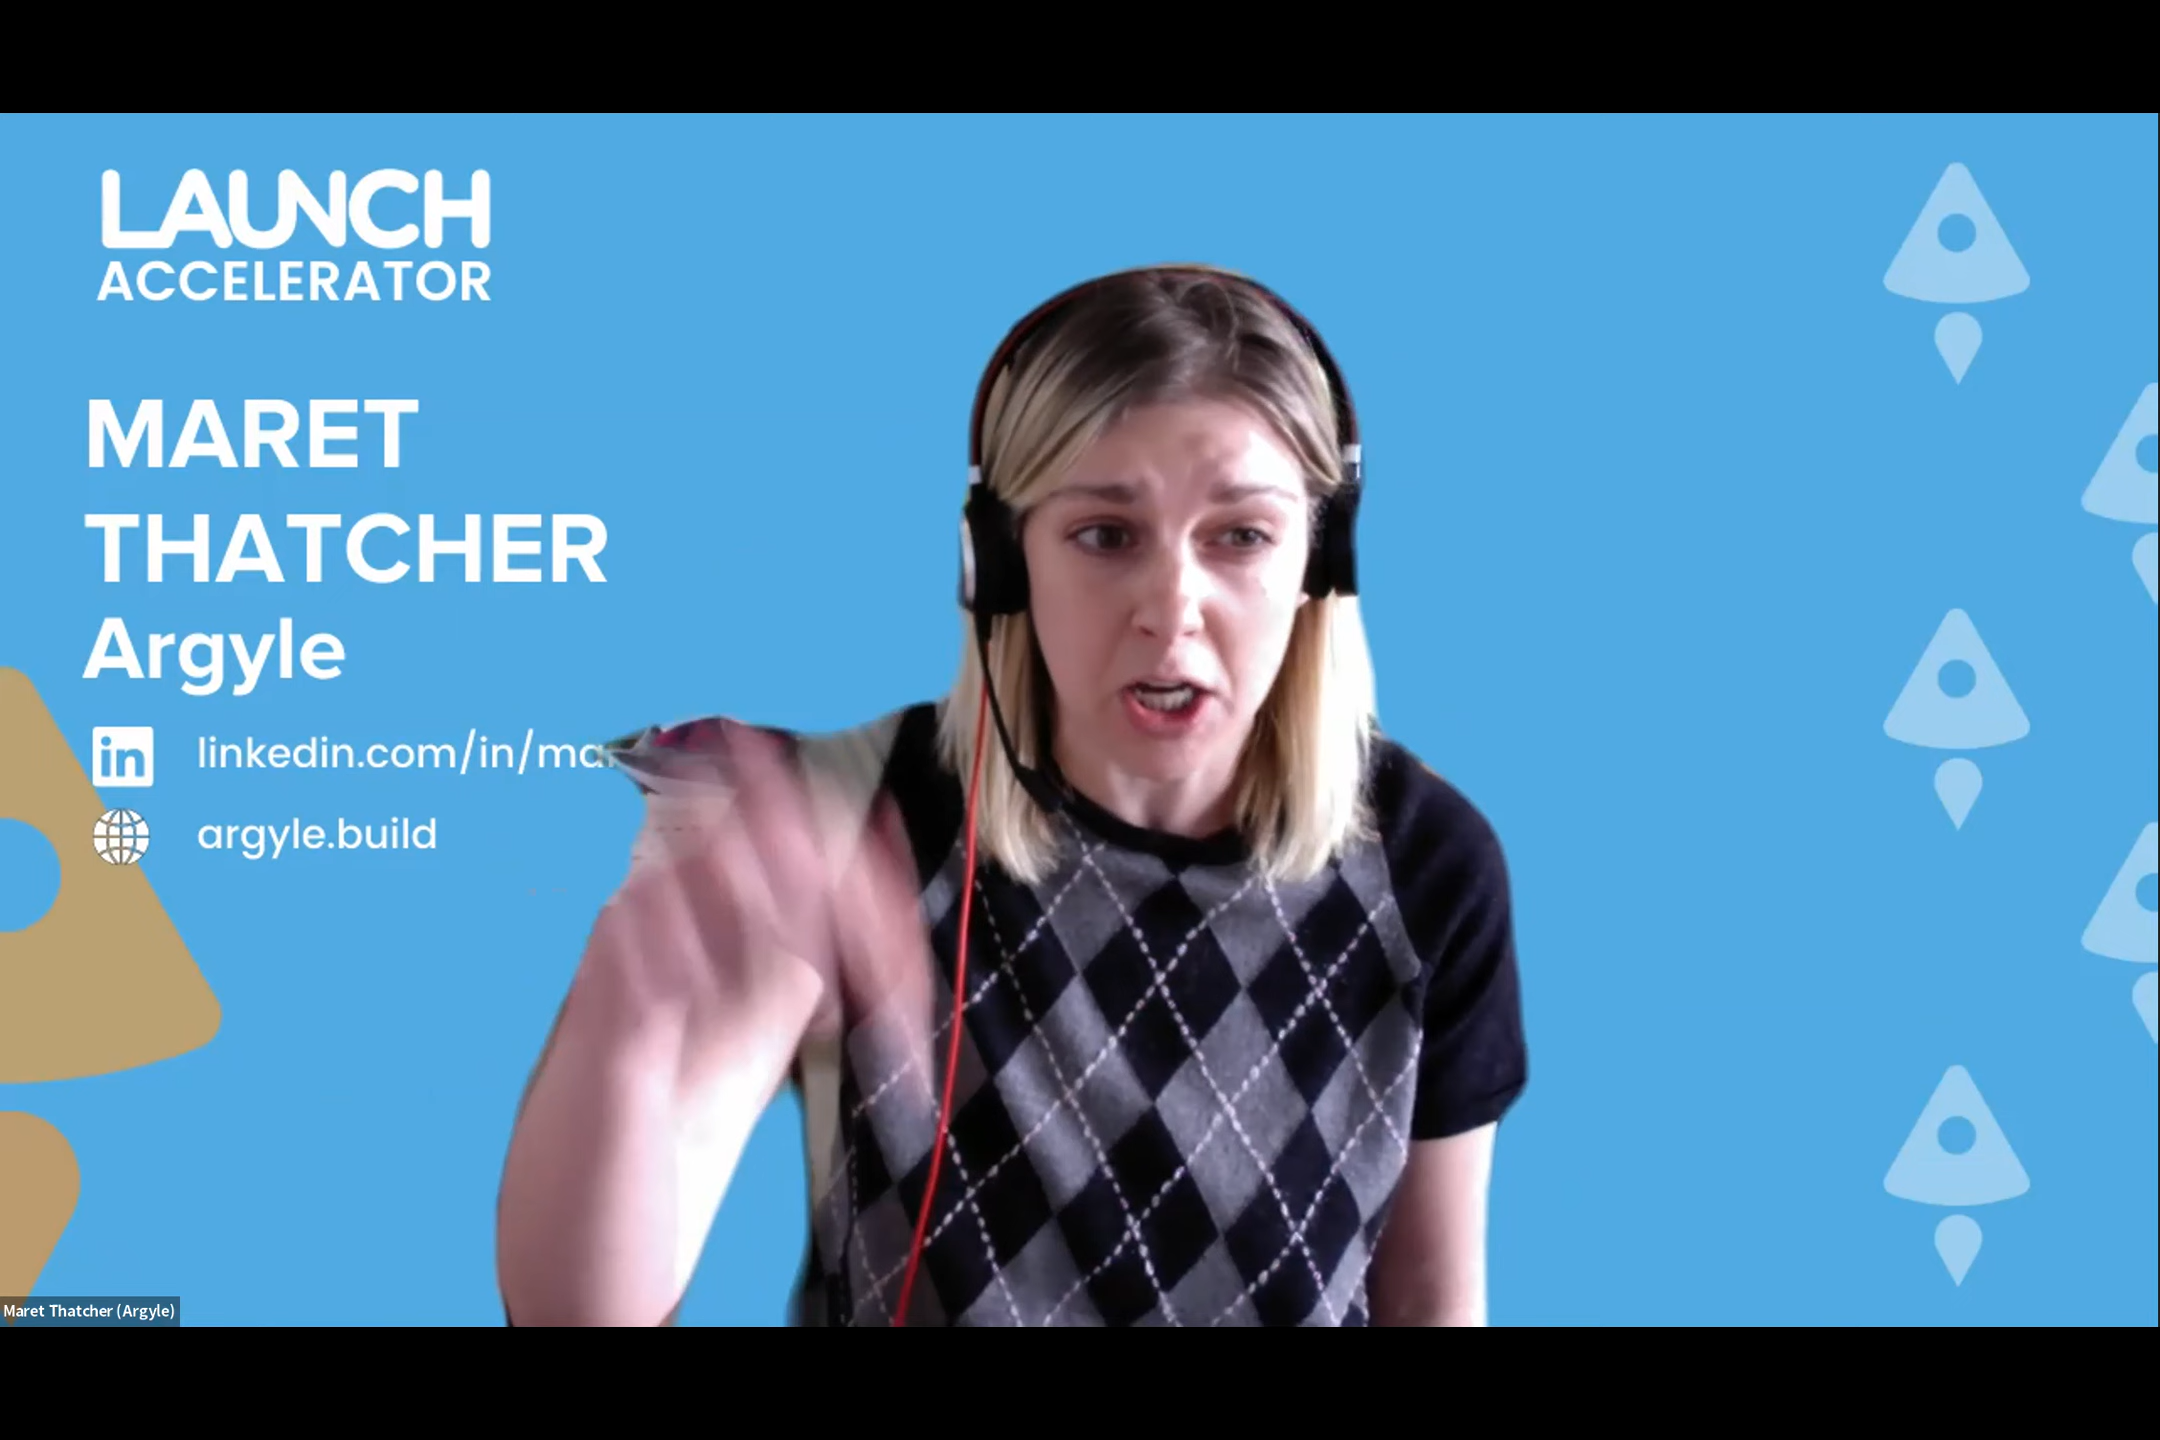 LAUNCH
ACCELERATOR
MARET
THATCHER
Argyle
in linkedin.com/in/ma
argyle.build
Maret Thatcher (Argyle)